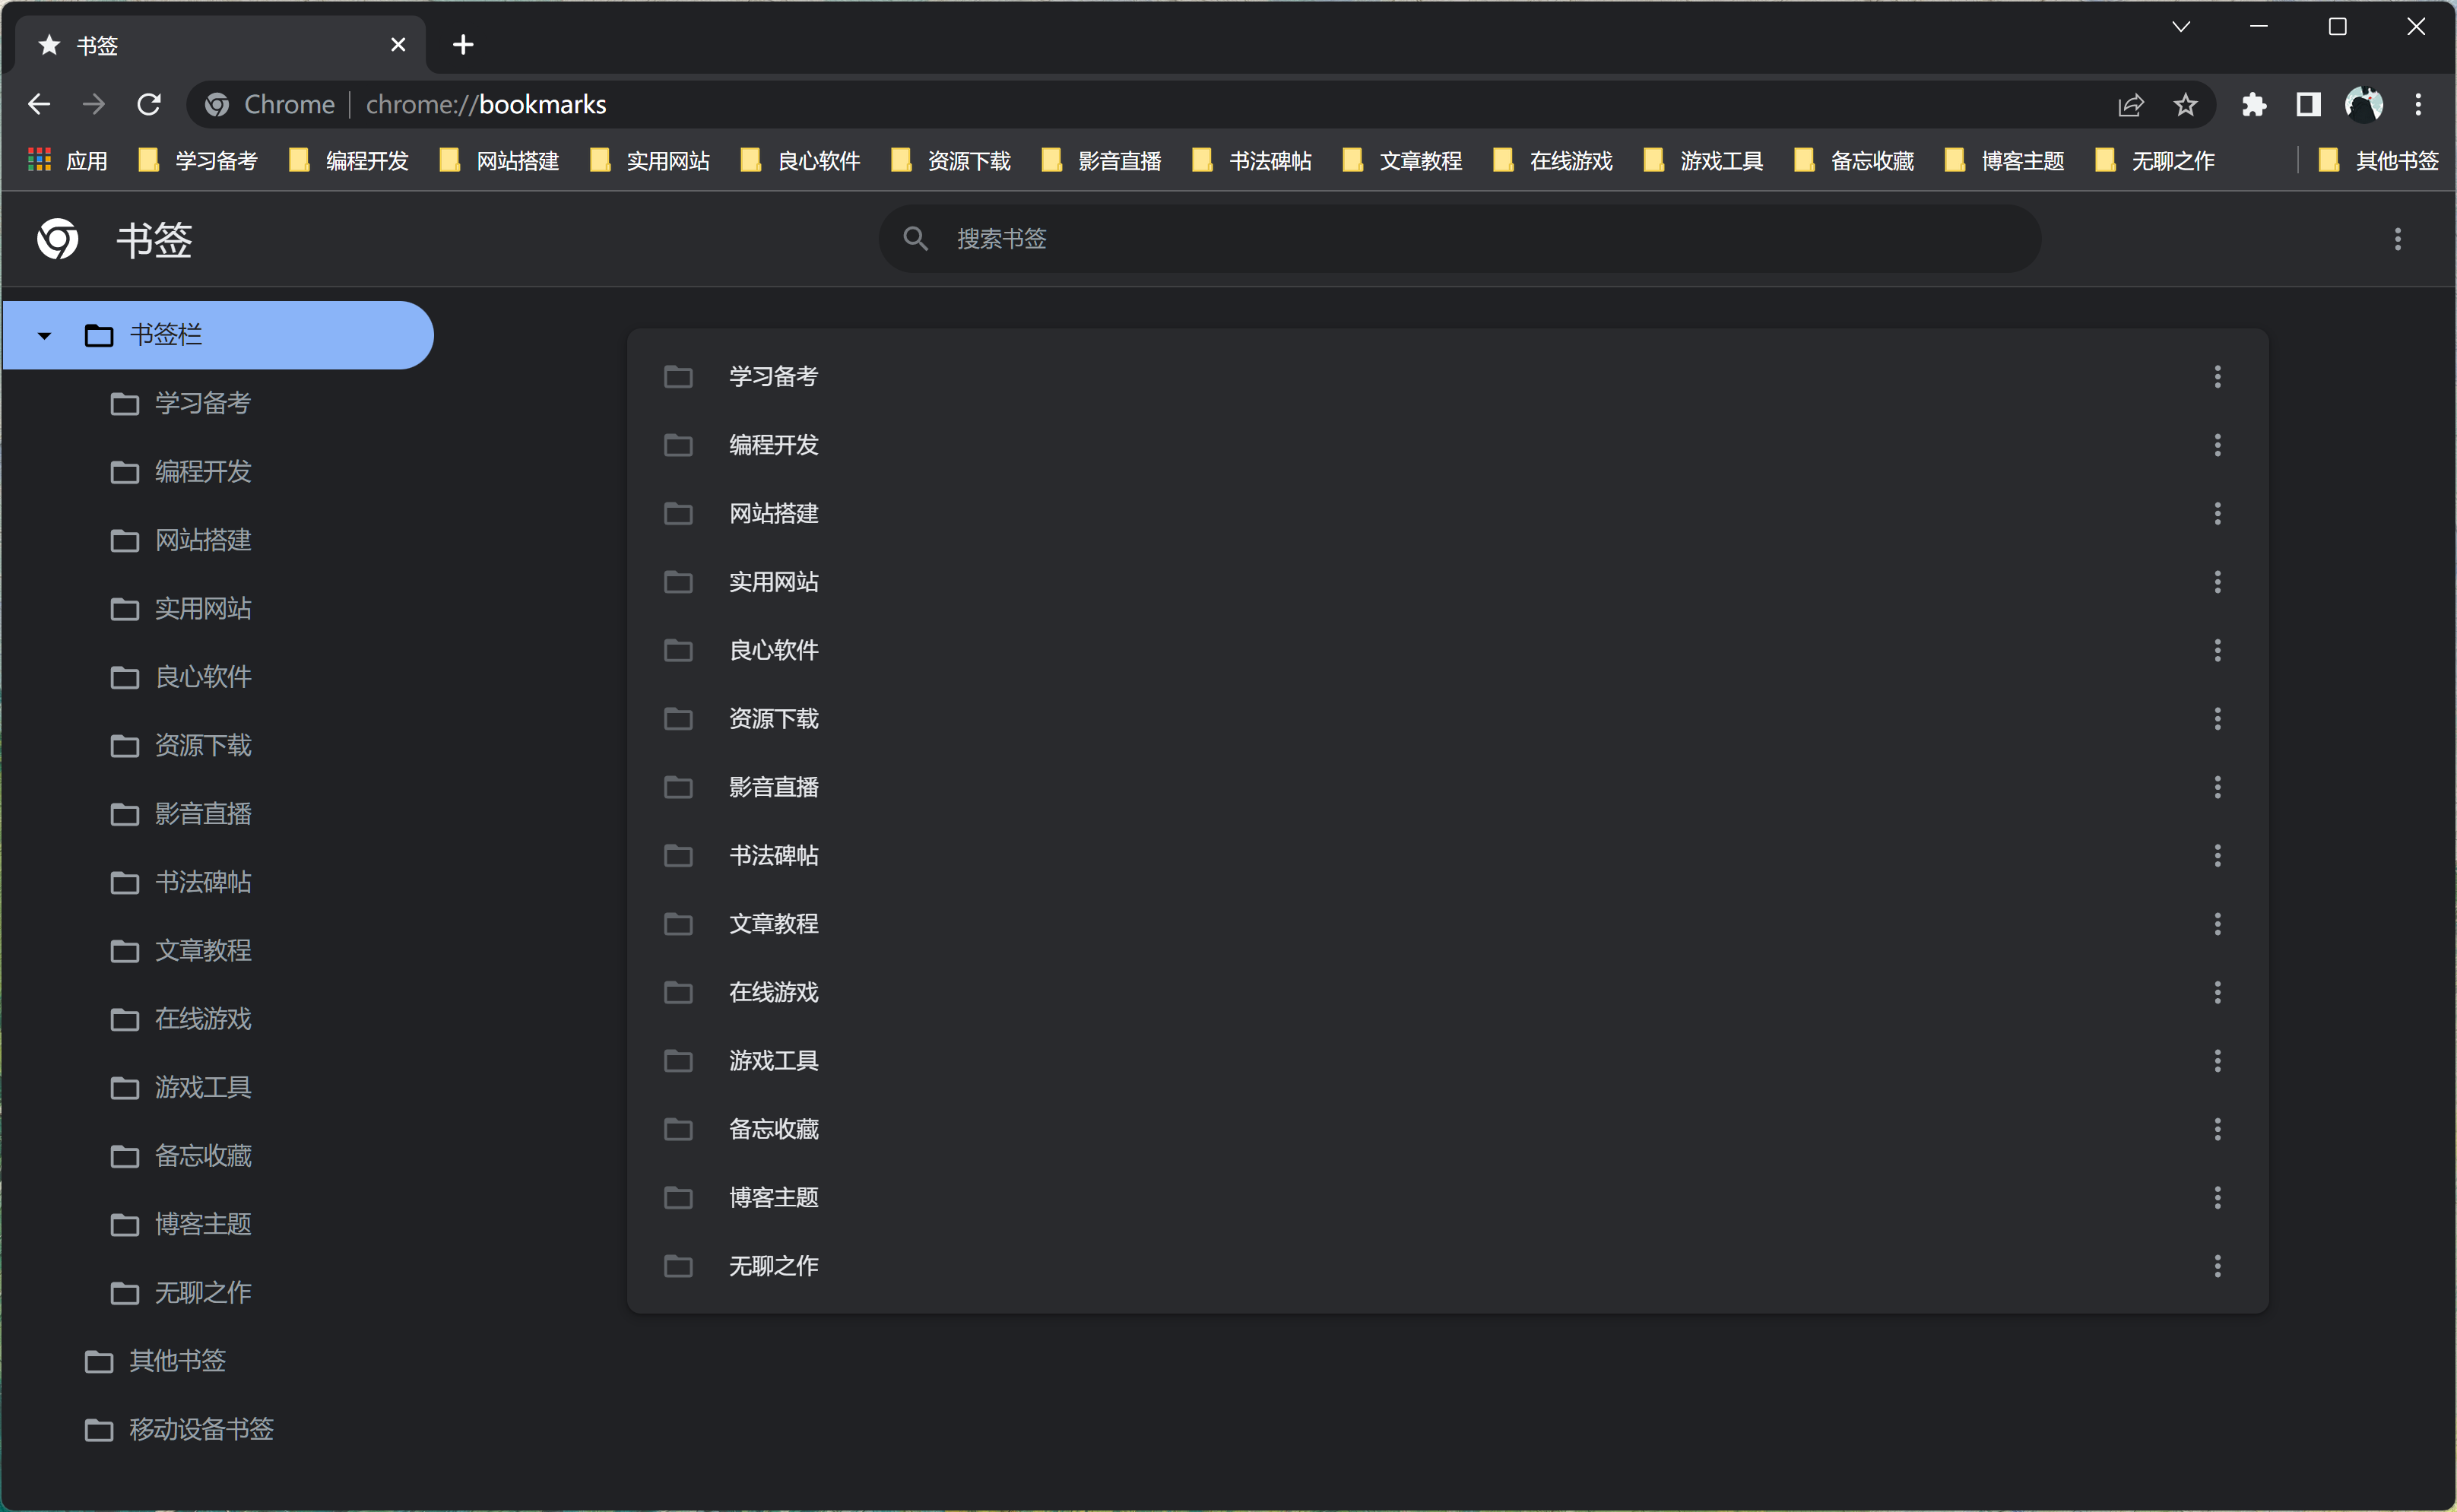 书签
Chrome chrome://bookmarks
应用 学习备考 编程开发 网站搭建 实用网站 良心软件 资源下载 影音直播 书法碑帖 文章教程 在线游戏 游戏工具 备忘收藏 博客主题 无聊之作 其他书签
书签 搜索书签
书签栏
学习备考
编程开发
网站搭建
实用网站
良心软件
资源下载
影音直播
书法碑帖
文章教程
在线游戏
游戏工具
备忘收藏
博客主题
无聊之作
其他书签
移动设备书签
学习备考
编程开发
网站搭建
实用网站
良心软件
资源下载
影音直播
书法碑帖
文章教程
在线游戏
游戏工具
备忘收藏
博客主题
无聊之作